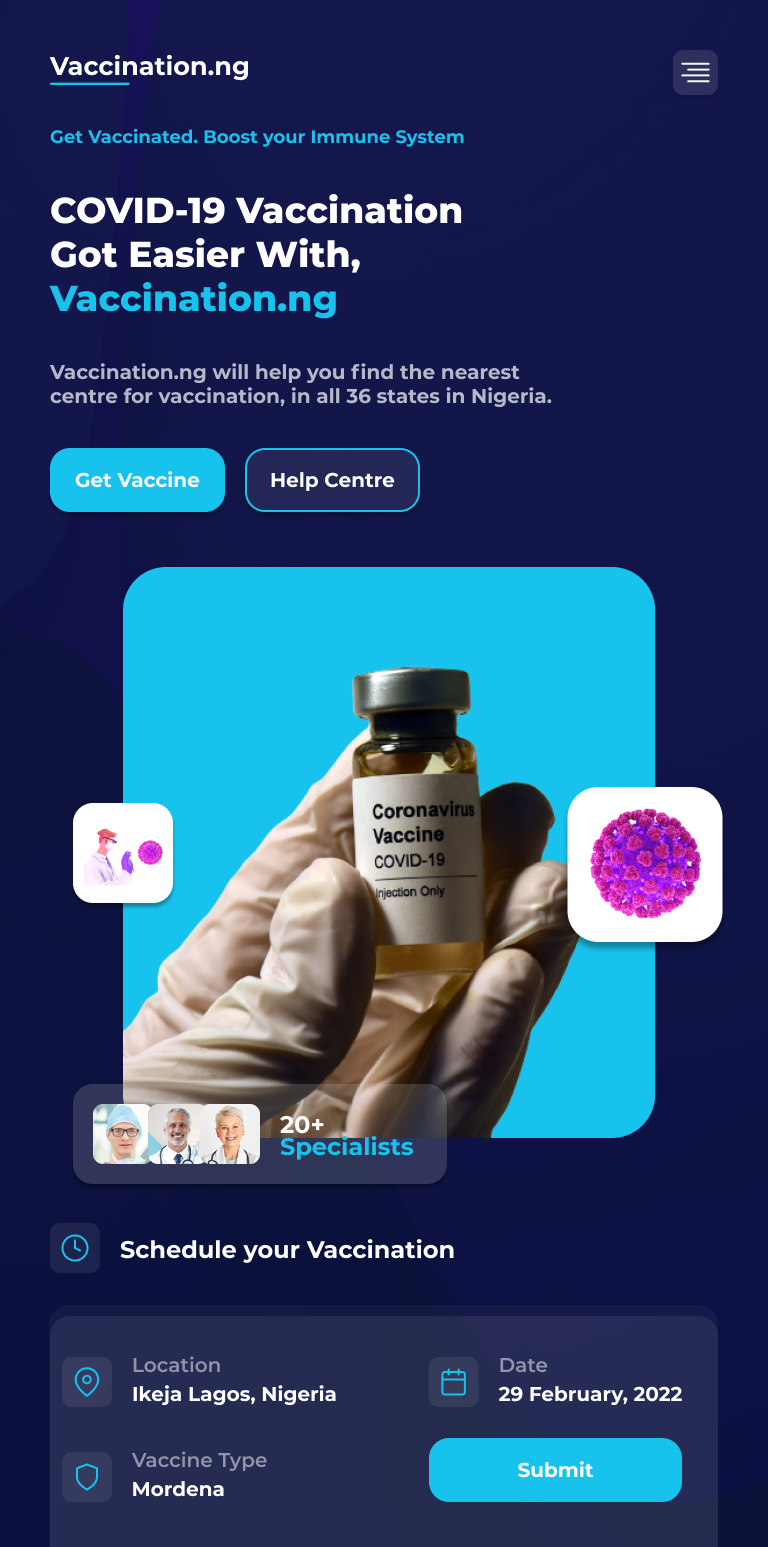 Vaccination.ng
Get Vaccinated. Boost your Immune System
COVID-19 Vaccination
Got Easier With,
Vaccination.ng
Vaccination.ng will help you find the nearest
centre for vaccination, in all 36 states in Nigeria.
Get Vaccine
Help Centre
Coronavirus
Vaccine
COVID-19
Injection Only
20+
Specialists
Schedule your Vaccination
Location
Ikeja Lagos, Nigeria
Date
29 February, 2022
Vaccine Type
Mordena
Submit